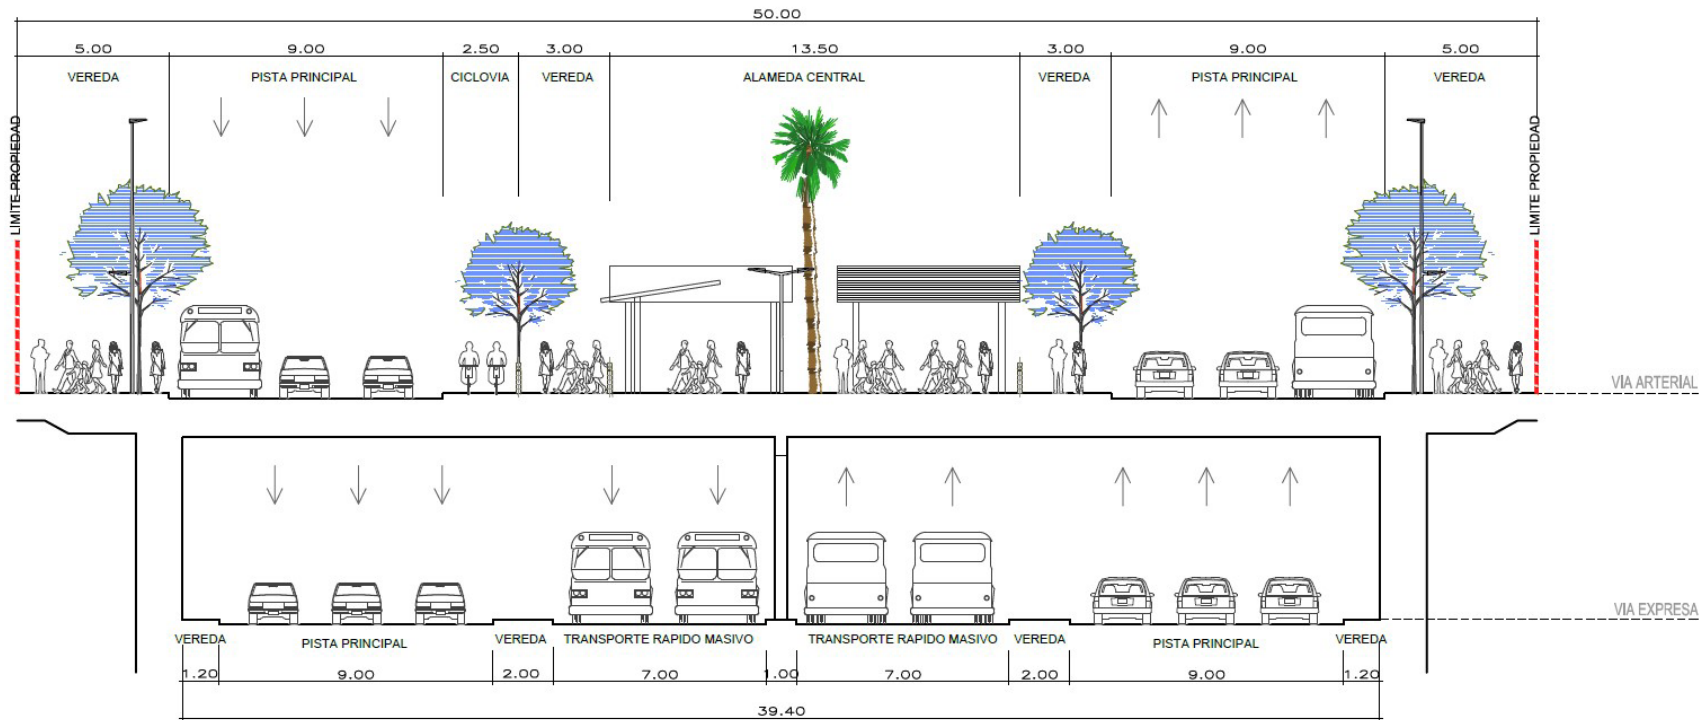 50.00
5.00 9.00 2.50 3.00 13.50 3.00 9.00 5.00
VEREDA PISTA PRINCIPAL CICLOVIA VEREDA ALAMEDA CENTRAL VEREDA PISTA PRINCIPAL VEREDA
LIMITE PROPIEDAD
LIMITE PROPIEDAD
VIA ARTERIAL
VIA EXPRESA
VEREDA PISTA PRINCIPAL VEREDA TRANSPORTE RAPIDO MASIVO TRANSPORTE RAPIDO MASIVO VEREDA PISTA PRINCIPAL VEREDA
1.20 9.00 2.00 7.00 1.00 7.00 2.00 9.00 1.20
39.40